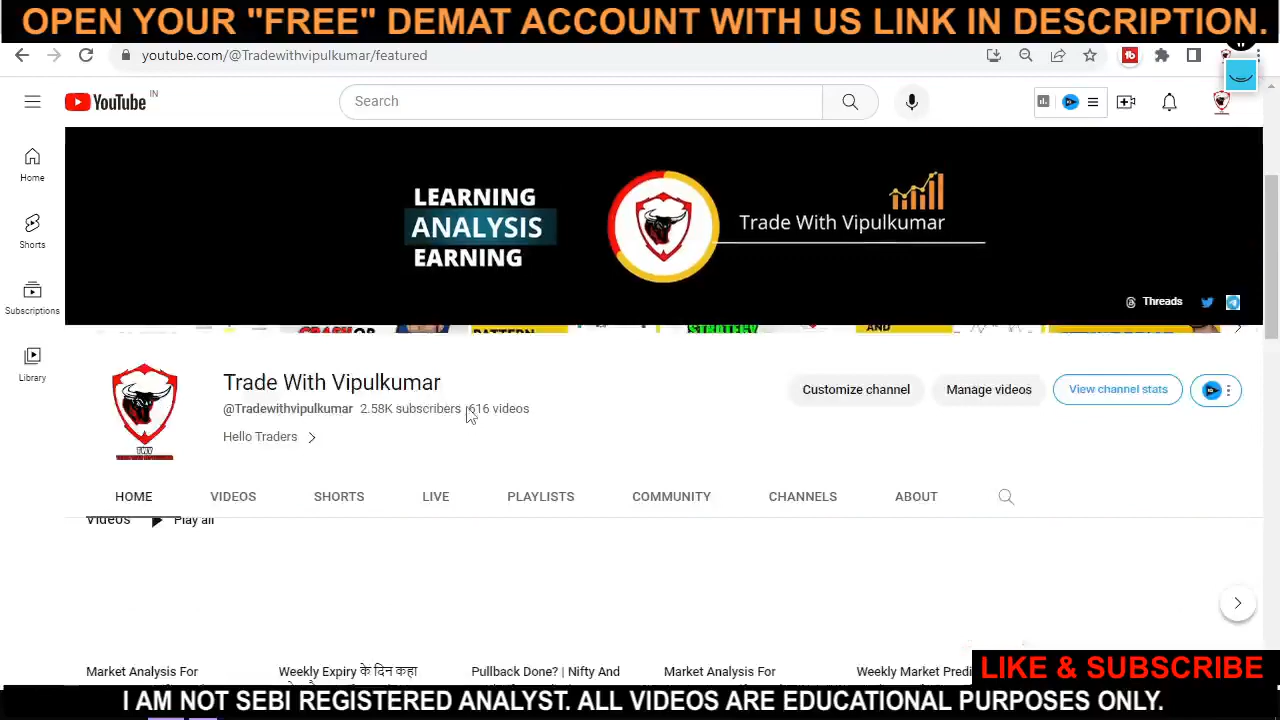 OPEN YOUR "FREE" DEMAT ACCOUNT WITH US LINK IN DESCRIPTION.
youtube.com/@Tradewithvipulkumar/featured
YouTube IN
Search
Home
Shorts
Subscriptions
Library
LEARNING
ANALYSIS
EARNING
Trade With Vipulkumar
Threads
PATTERN
STRATEGY
AND
Trade With Vipulkumar
@Tradewithvipulkumar 2.58K subscribers 616 videos
Hello Traders
Customize channel
Manage videos
View channel stats
HOME VIDEOS SHORTS LIVE PLAYLISTS COMMUNITY CHANNELS ABOUT
Videos Play all
Market Analysis For
Weekly Expiry के दिन कहा
Pullback Done? | Nifty And
Market Analysis For
Weekly Market Predi
LIKE & SUBSCRIBE
I AM NOT SEBI REGISTERED ANALYST. ALL VIDEOS ARE EDUCATIONAL PURPOSES ONLY.